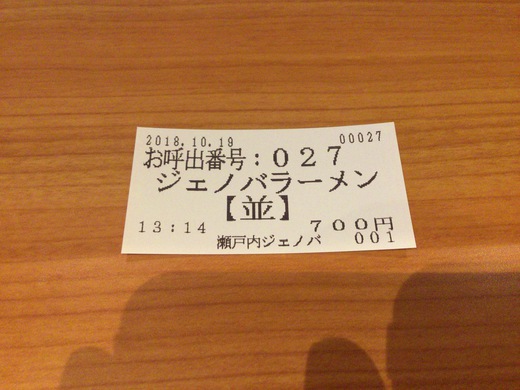 2018.10.19 00027
お呼出番号：０２７
ジェノバラーメン
【並】
13：14 ７００円
瀬戸内ジェノバ 001